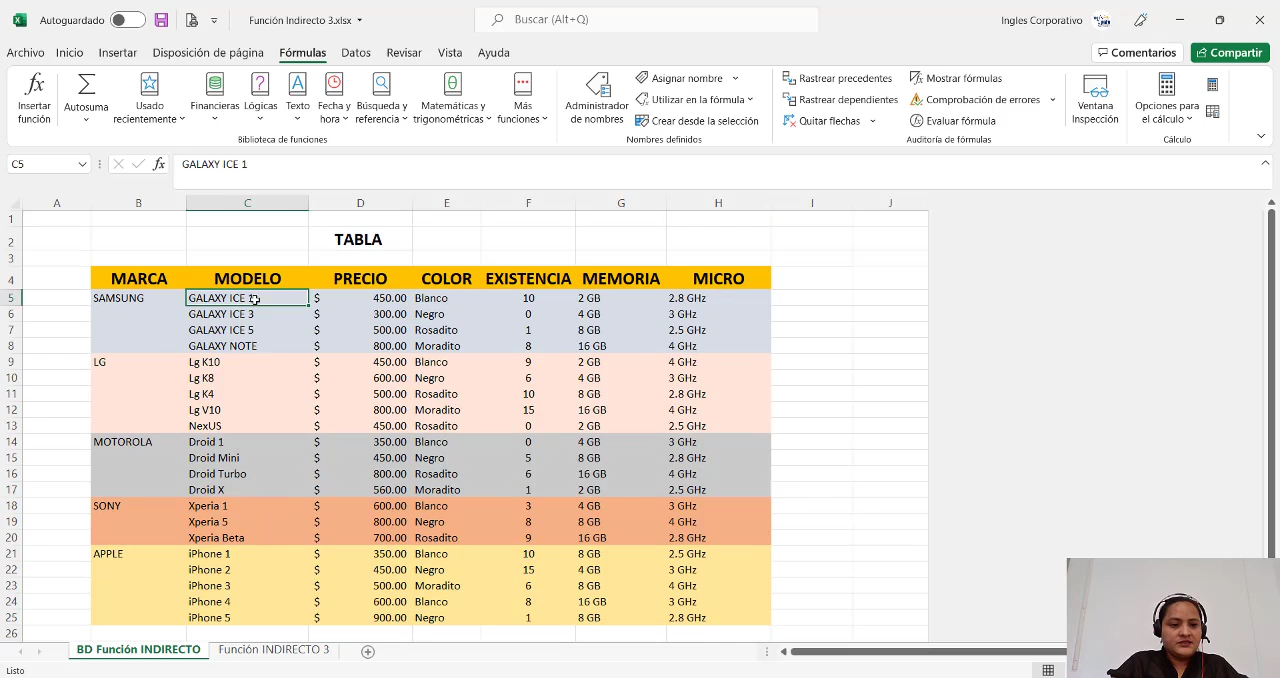 Autoguardado Función Indirecto 3.xlsx Buscar (Alt+Q) Ingles Corporativo
Archivo Inicio Insertar Disposición de página Fórmulas Datos Revisar Vista Ayuda Comentarios Compartir
Insertar función Autosuma Usado recientemente Financieras Lógicas Texto Fecha y hora Búsqueda y referencia Matemáticas y trigonométricas Más funciones
Biblioteca de funciones
Administrador de nombres Asignar nombre Utilizar en la fórmula Crear desde la selección
Nombres definidos
Rastrear precedentes Rastrear dependientes Quitar flechas Mostrar fórmulas Comprobación de errores Evaluar fórmula
Auditoría de fórmulas
Ventana Inspección
Opciones para el cálculo
Cálculo
C5 fx GALAXY ICE 1
A B C D E F G H I J
1
2 TABLA
3
4 MARCA MODELO PRECIO COLOR EXISTENCIA MEMORIA MICRO
5 SAMSUNG GALAXY ICE 1 $ 450.00 Blanco 10 2 GB 2.8 GHz
6 GALAXY ICE 3 $ 300.00 Negro 0 4 GB 3 GHz
7 GALAXY ICE 5 $ 500.00 Rosadito 1 8 GB 2.5 GHz
8 GALAXY NOTE $ 800.00 Moradito 8 16 GB 4 GHz
9 LG Lg K10 $ 450.00 Blanco 9 2 GB 4 GHz
10 Lg K8 $ 600.00 Negro 6 4 GB 3 GHz
11 Lg K4 $ 500.00 Rosadito 10 8 GB 2.8 GHz
12 Lg V10 $ 800.00 Moradito 15 16 GB 4 GHz
13 NexUS $ 450.00 Rosadito 0 2 GB 2.5 GHz
14 MOTOROLA Droid 1 $ 350.00 Blanco 0 4 GB 3 GHz
15 Droid Mini $ 450.00 Negro 5 8 GB 2.8 GHz
16 Droid Turbo $ 800.00 Rosadito 6 16 GB 4 GHz
17 Droid X $ 560.00 Moradito 1 2 GB 2.5 GHz
18 SONY Xperia 1 $ 600.00 Blanco 3 4 GB 3 GHz
19 Xperia 5 $ 800.00 Negro 8 8 GB 4 GHz
20 Xperia Beta $ 700.00 Rosadito 9 16 GB 2.8 GHz
21 APPLE iPhone 1 $ 350.00 Blanco 10 8 GB 2.5 GHz
22 iPhone 2 $ 450.00 Negro 15 4 GB 3 GHz
23 iPhone 3 $ 500.00 Moradito 6 8 GB 4 GHz
24 iPhone 4 $ 600.00 Blanco 8 16 GB 3 GHz
25 iPhone 5 $ 900.00 Negro 1 8 GB 2.8 GHz
26
BD Función INDIRECTO Función INDIRECTO 3
Listo